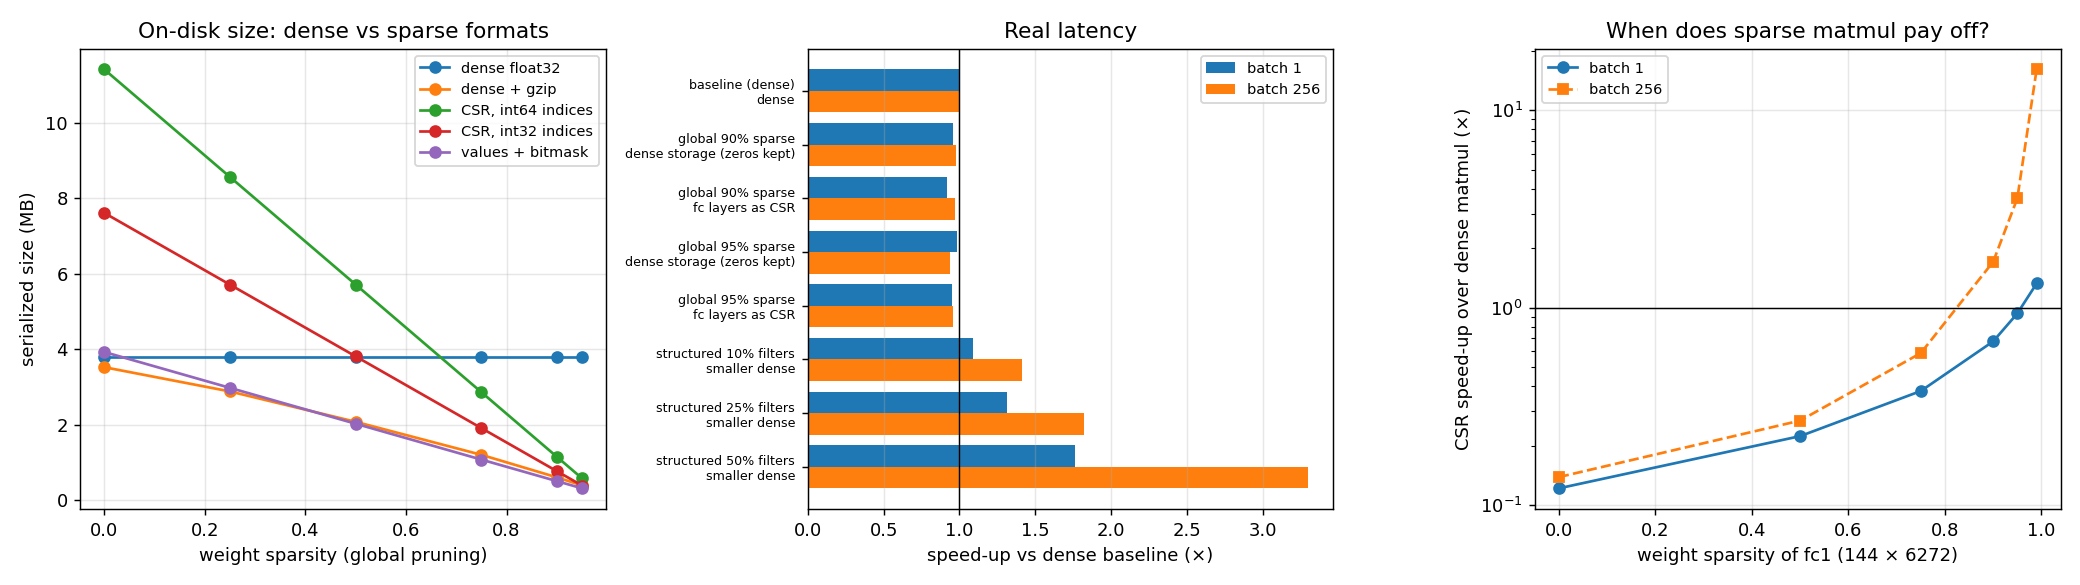 On-disk size: dense vs sparse formats
serialized size (MB)
10
8
6
4
2
0
dense float32
dense + gzip
CSR, int64 indices
CSR, int32 indices
values + bitmask
0.0
0.2
0.4
0.6
0.8
weight sparsity (global pruning)
Real latency
baseline (dense)
dense
global 90% sparse
dense storage (zeros kept)
global 90% sparse
fc layers as CSR
global 95% sparse
dense storage (zeros kept)
global 95% sparse
fc layers as CSR
structured 10% filters
smaller dense
structured 25% filters
smaller dense
structured 50% filters
smaller dense
batch 1
batch 256
0.0
0.5
1.0
1.5
2.0
2.5
3.0
speed-up vs dense baseline (×)
When does sparse matmul pay off?
CSR speed-up over dense matmul (×)
10¹
10⁰
10⁻¹
batch 1
batch 256
0.0
0.2
0.4
0.6
0.8
1.0
weight sparsity of fc1 (144 × 6272)